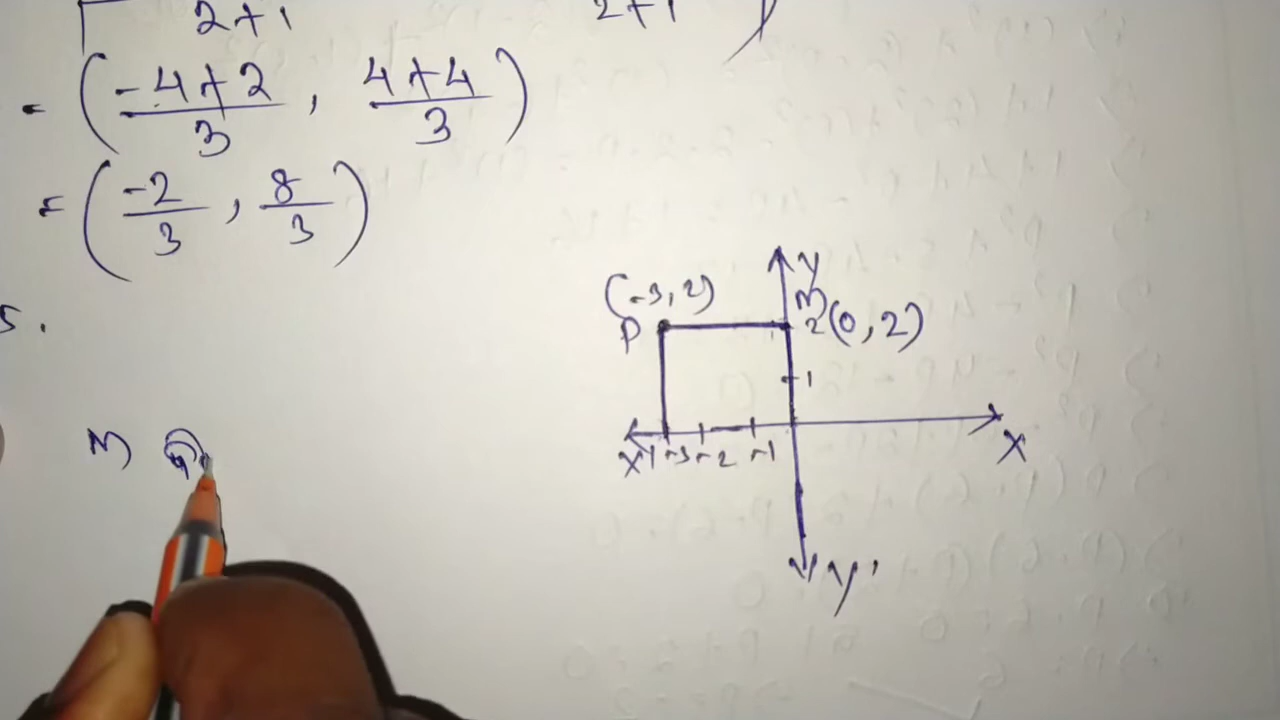 2+1 2+1 )
= ( -4+2 / 3 , 4+4 / 3 )
= ( -2 / 3 , 8 / 3 )
5.
Y
(-3, 2) M
P 2 (0, 2)
1
X' -3 -2 -1 X
M
Y'